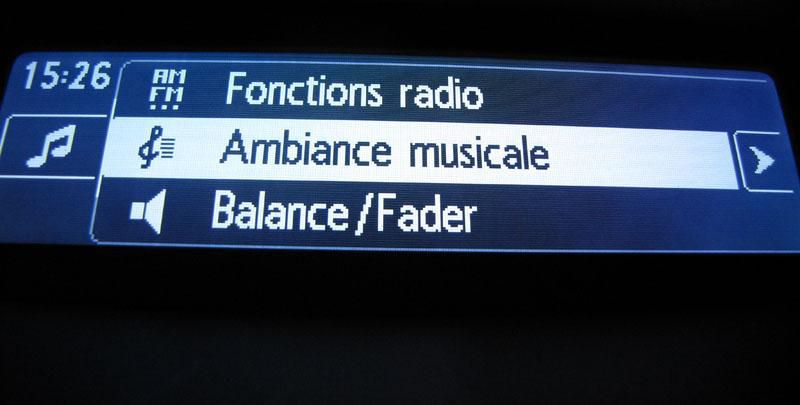 15:26
AM
FM
...
Fonctions radio
Ambiance musicale
Balance/Fader